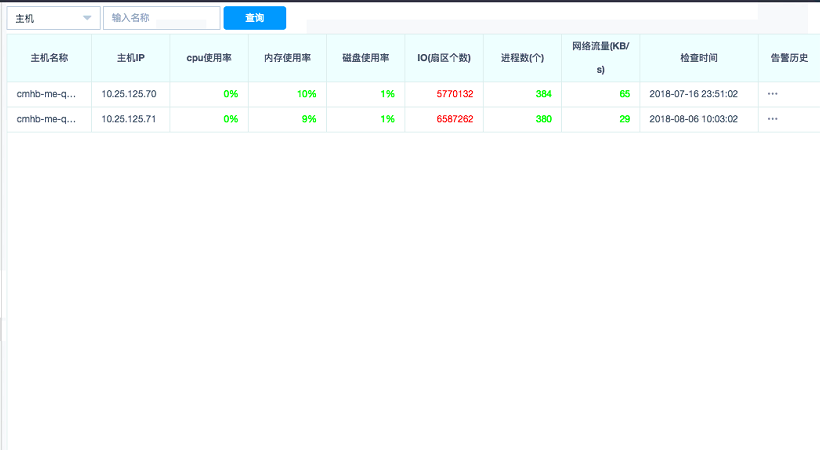 主机 输入名称 查询
主机名称 主机IP cpu使用率 内存使用率 磁盘使用率 IO(扇区个数) 进程数(个) 网络流量(KB/s) 检查时间 告警历史
cmhb-me-q... 10.25.125.70 0% 10% 1% 5770132 384 65 2018-07-16 23:51:02 ···
cmhb-me-q... 10.25.125.71 0% 9% 1% 6587262 380 29 2018-08-06 10:03:02 ···